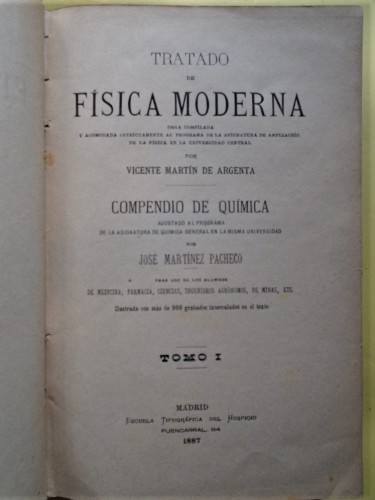 TRATADO
DE
FÍSICA MODERNA
OBRA COMPILADA
Y ACOMODADA ESTRICTAMENTE AL PROGRAMA DE LA ASIGNATURA DE AMPLIACIÓN
DE LA FÍSICA EN LA UNIVERSIDAD CENTRAL
POR
VICENTE MARTÍN DE ARGENTA
COMPENDIO DE QUÍMICA
AJUSTADO AL PROGRAMA
DE LA ASIGNATURA DE QUÍMICA GENERAL EN LA MISMA UNIVERSIDAD
POR
JOSÉ MARTÍNEZ PACHECO
PARA USO DE LOS ALUMNOS
DE MEDICINA, FARMACIA, CIENCIAS, INGENIEROS AGRÓNOMOS, DE MINAS, ETC.
Ilustrada con más de 900 grabados intercalados en el texto
TOMO I
MADRID
ESCUELA TIPOGRÁFICA DEL HOSPICIO
FUENCARRAL, 84
1887